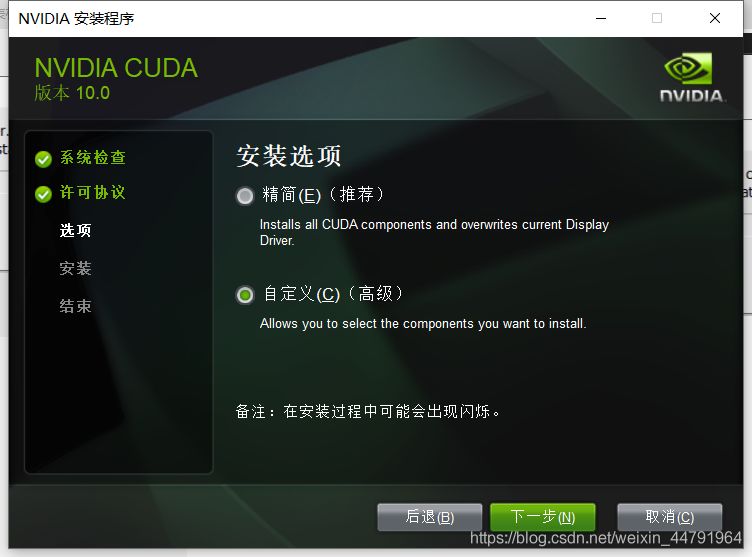 NVIDIA 安装程序
NVIDIA CUDA
版本 10.0
NVIDIA.
系统检查
许可协议
选项
安装
结束
安装选项
精简(E)（推荐）
Installs all CUDA components and overwrites current Display
Driver.
自定义(C)（高级）
Allows you to select the components you want to install.
备注：在安装过程中可能会出现闪烁。
后退(B)
下一步(N)
取消(C)
https://blog.csdn.net/weixin_44791964